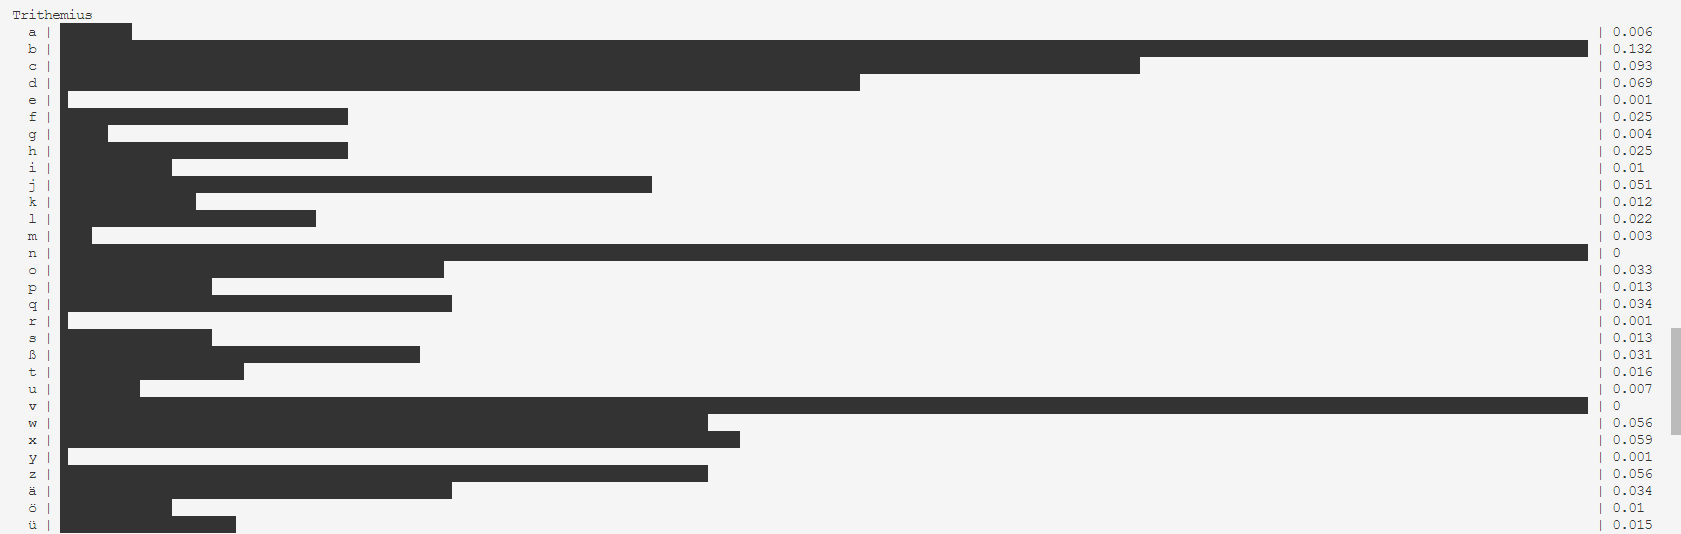 Trithemius
a | | 0.006
b | | 0.132
c | | 0.093
d | | 0.069
e | | 0.001
f | | 0.025
g | | 0.004
h | | 0.025
i | | 0.01
j | | 0.051
k | | 0.012
l | | 0.022
m | | 0.003
n | | 0
o | | 0.033
p | | 0.013
q | | 0.034
r | | 0.001
s | | 0.013
ß | | 0.031
t | | 0.016
u | | 0.007
v | | 0
w | | 0.056
x | | 0.059
y | | 0.001
z | | 0.056
ä | | 0.034
ö | | 0.01
ü | | 0.015